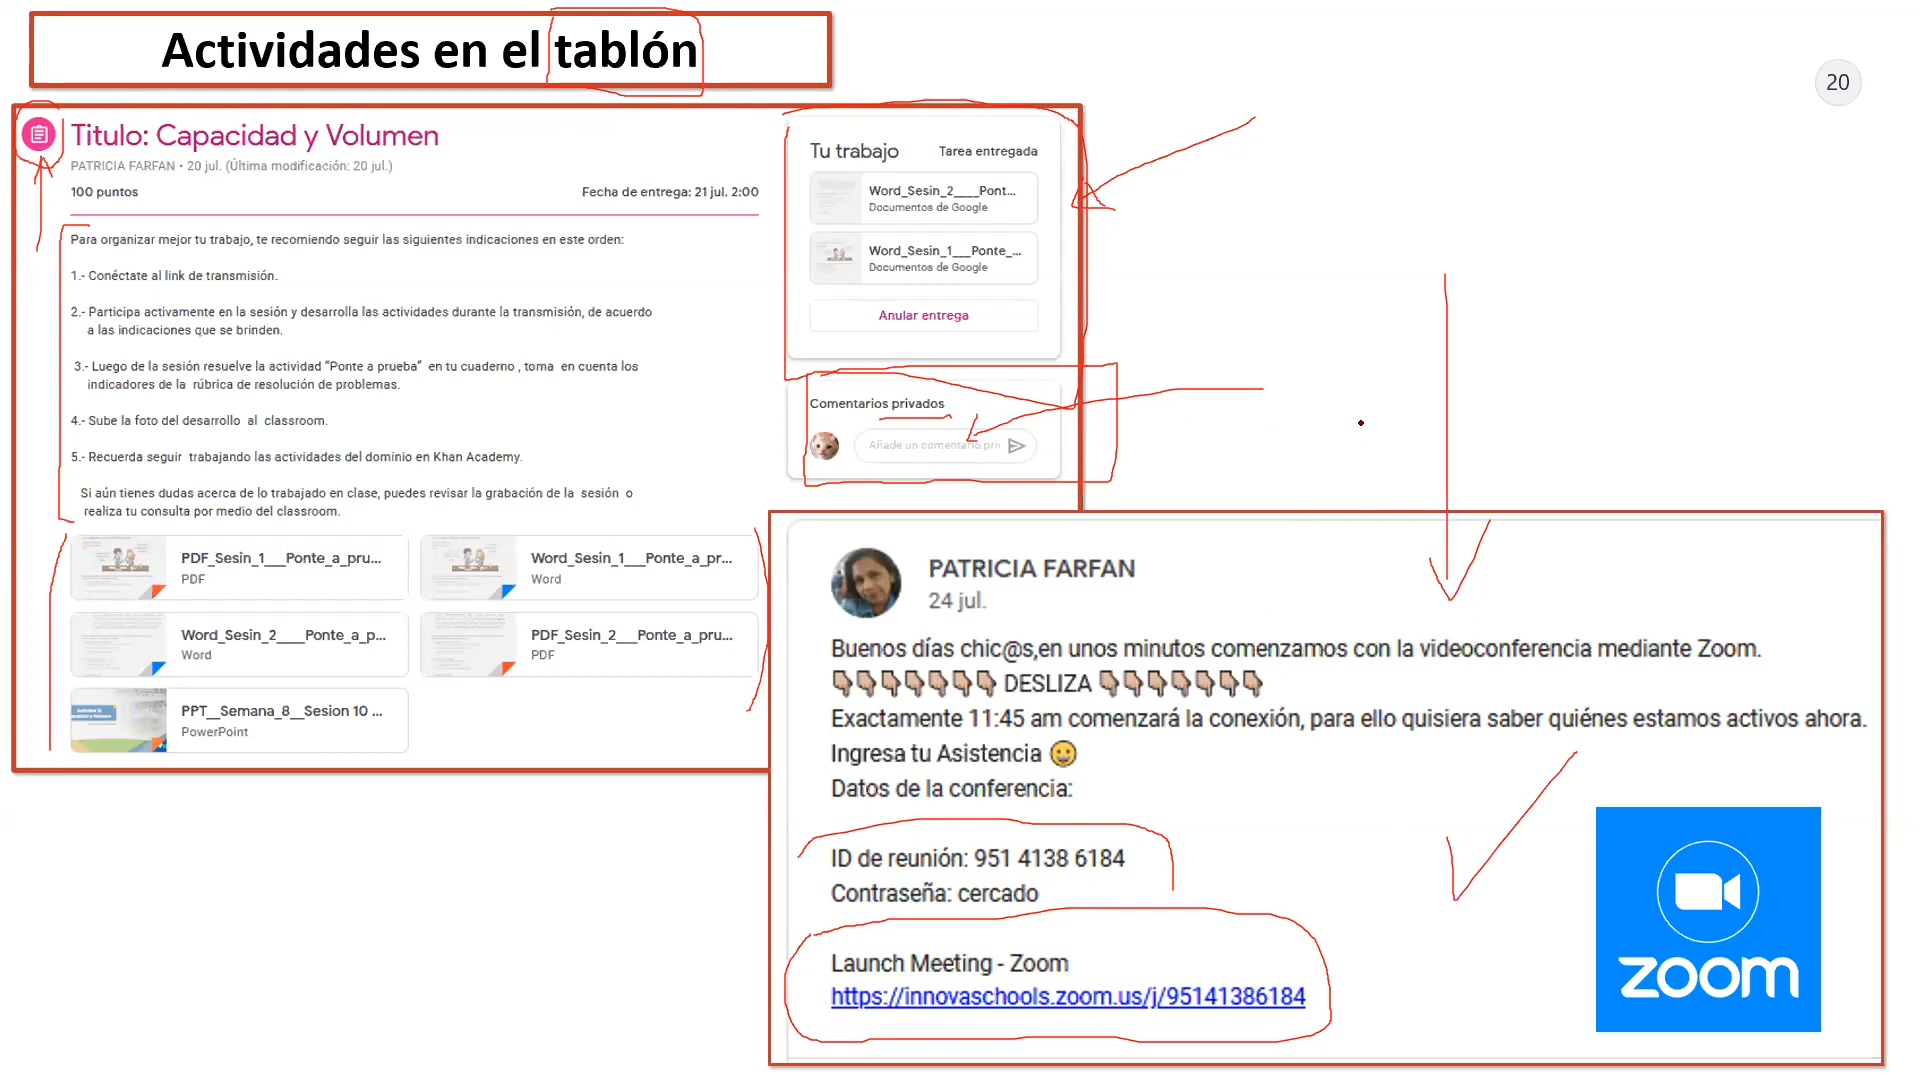 Actividades en el tablón
20
Titulo: Capacidad y Volumen
PATRICIA FARFAN • 20 jul. (Última modificación: 20 jul.)
100 puntos
Fecha de entrega: 21 jul. 2:00
Para organizar mejor tu trabajo, te recomiendo seguir las siguientes indicaciones en este orden:
1.- Conéctate al link de transmisión.
2.- Participa activamente en la sesión y desarrolla las actividades durante la transmisión, de acuerdo
a las indicaciones que se brinden.
3.- Luego de la sesión resuelve la actividad “Ponte a prueba” en tu cuaderno , toma en cuenta los
indicadores de la rúbrica de resolución de problemas.
4.- Sube la foto del desarrollo al classroom.
5.- Recuerda seguir trabajando las actividades del dominio en Khan Academy.
Si aún tienes dudas acerca de lo trabajado en clase, puedes revisar la grabación de la sesión o
realiza tu consulta por medio del classroom.
PDF_Sesin_1___Ponte_a_pru...
PDF
Word_Sesin_1___Ponte_a_pr...
Word
Word_Sesin_2____Ponte_a_p...
Word
PDF_Sesin_2___Ponte_a_pru...
PDF
PPT__Semana_8__Sesion 10 ...
PowerPoint
Tu trabajo
Tarea entregada
Word_Sesin_2____Pont...
Documentos de Google
Word_Sesin_1___Ponte_...
Documentos de Google
Anular entrega
Comentarios privados
Añade un comentario pri
PATRICIA FARFAN
24 jul.
Buenos días chic@s,en unos minutos comenzamos con la videoconferencia mediante Zoom.
👇👇👇👇👇👇👇 DESLIZA 👇👇👇👇👇👇👇
Exactamente 11:45 am comenzará la conexión, para ello quisiera saber quiénes estamos activos ahora.
Ingresa tu Asistencia 😀
Datos de la conferencia:
ID de reunión: 951 4138 6184
Contraseña: cercado
Launch Meeting - Zoom
https://innovaschools.zoom.us/j/95141386184
zoom